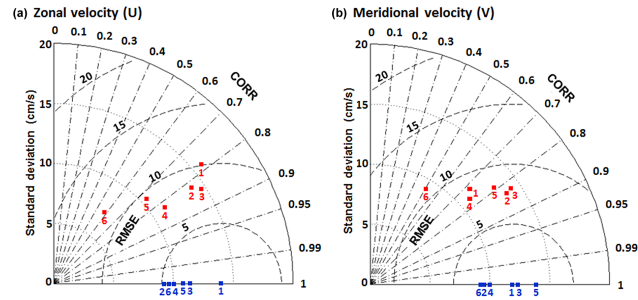 (a) Zonal velocity (U)
0 0.1 0.2 0.3 0.4 0.5 0.6 0.7 0.8 0.9 0.95 0.99 1
CORR
20 15 10 5 0
Standard deviation (cm/s)
20 15 10 5
RMSE
1 2 3 4 5 6
2 6 4 5 3 1
(b) Meridional velocity (V)
0 0.1 0.2 0.3 0.4 0.5 0.6 0.7 0.8 0.9 0.95 0.99 1
CORR
20 15 10 5 0
Standard deviation (cm/s)
20 15 10 5
RMSE
6 1 4 5 2 3
6 2 4 1 3 5